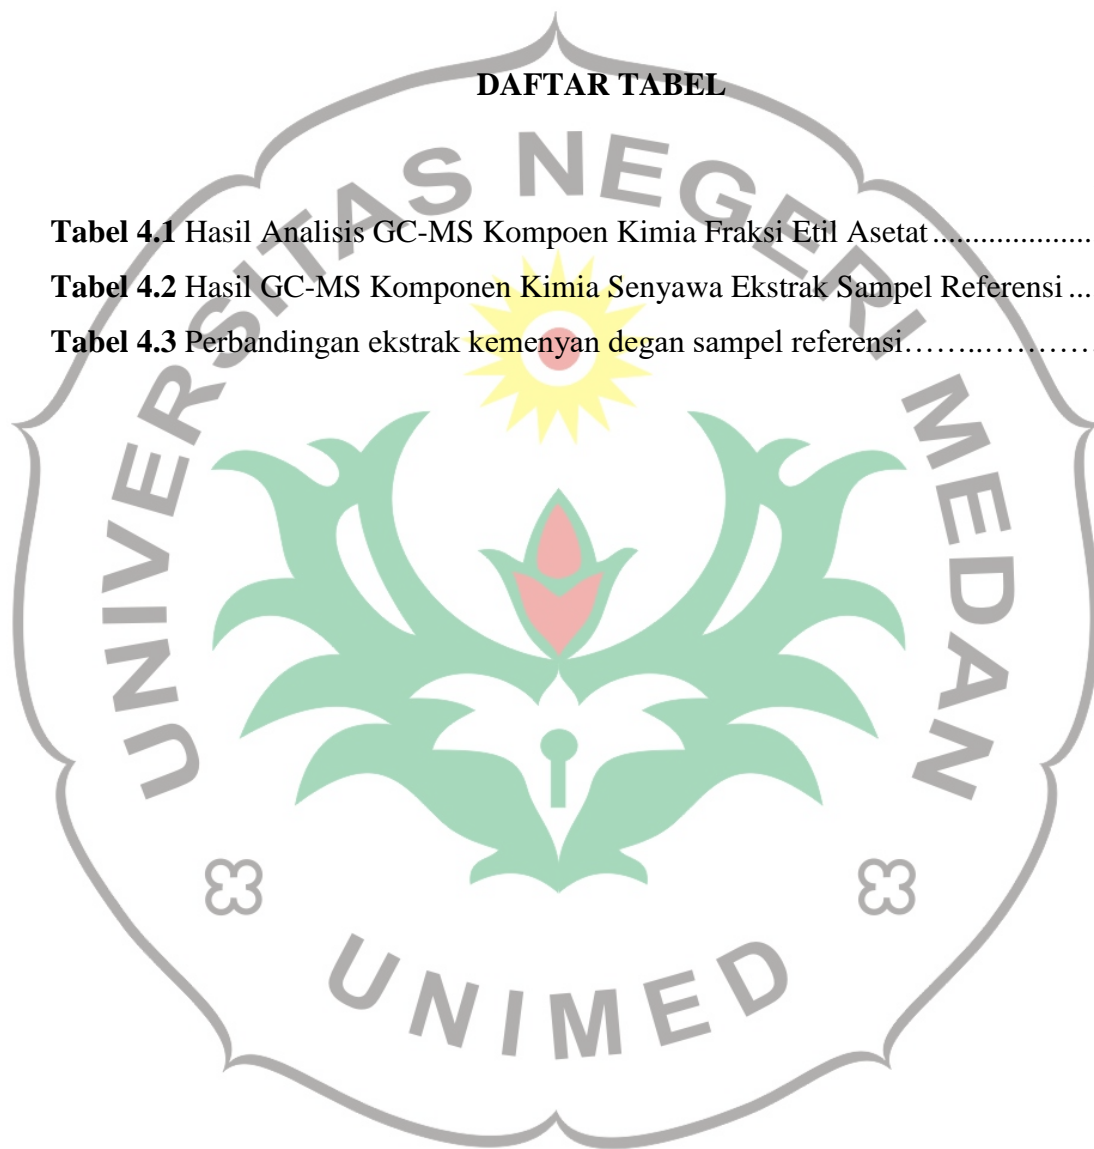 DAFTAR TABEL
Tabel 4.1 Hasil Analisis GC-MS Kompoen Kimia Fraksi Etil Asetat....................
Tabel 4.2 Hasil GC-MS Komponen Kimia Senyawa Ekstrak Sampel Referensi...
Tabel 4.3 Perbandingan ekstrak kemenyan degan sampel referensi……..…………
UNIVERSITAS NEGERI MEDAN
UNIMED